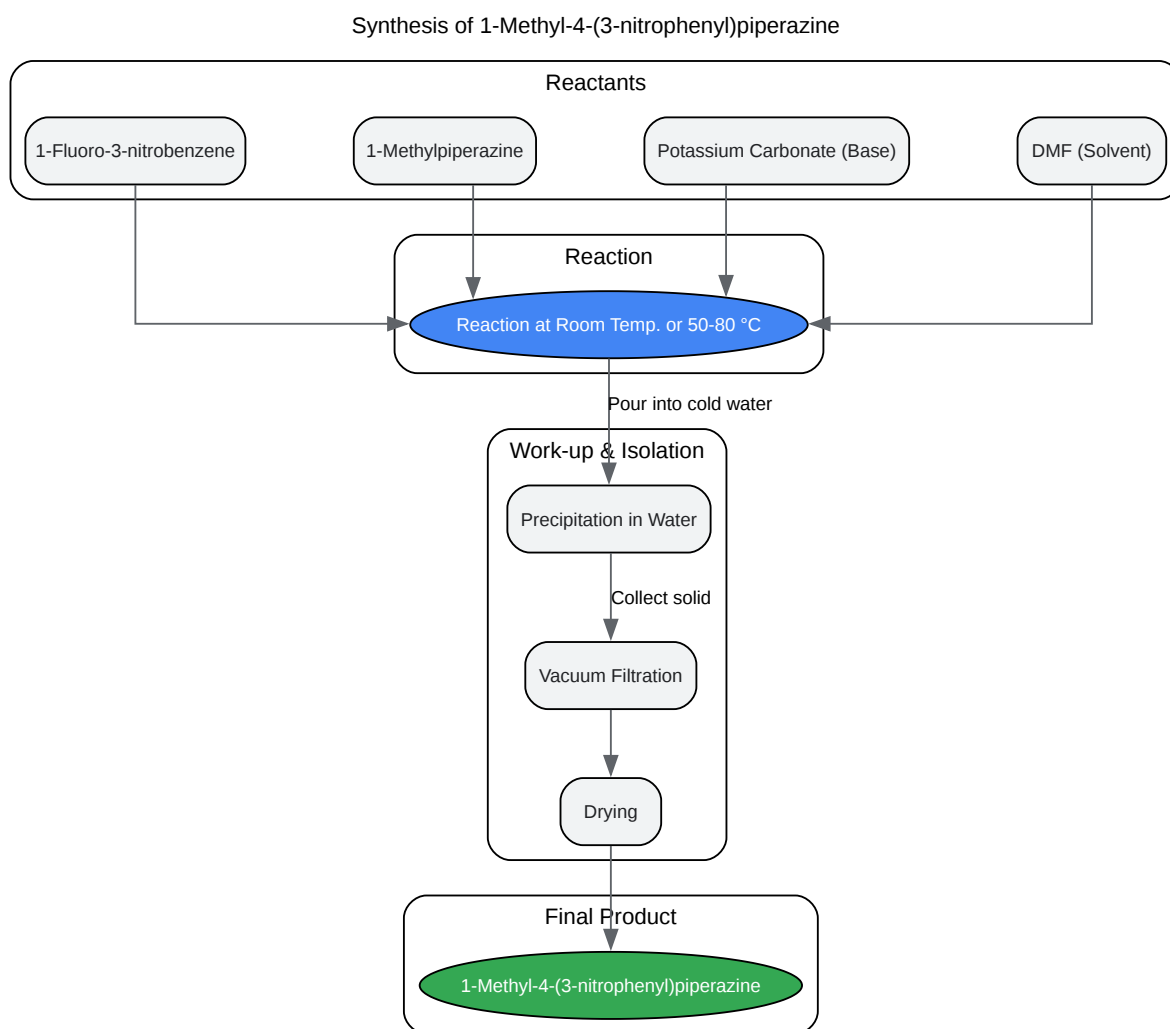 Synthesis of 1-Methyl-4-(3-nitrophenyl)piperazine
Reactants
1-Fluoro-3-nitrobenzene
1-Methylpiperazine
Potassium Carbonate (Base)
DMF (Solvent)
Reaction
Reaction at Room Temp. or 50-80 °C
Pour into cold water
Work-up & Isolation
Precipitation in Water
Collect solid
Vacuum Filtration
Drying
Final Product
1-Methyl-4-(3-nitrophenyl)piperazine